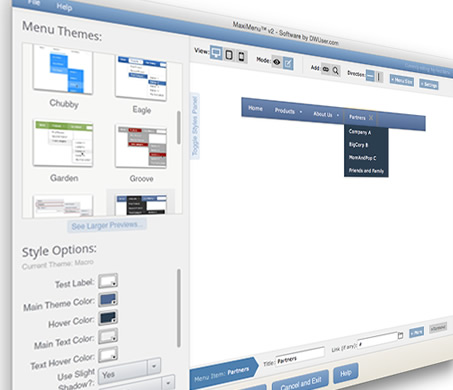 MaxiMenu™ v2 - Software by DWUser.com
File Help
Menu Themes:
View: Mode: Add: Direction:
+ Menu Item + Settings
Chubby Eagle
Garden Groove
Toggle Styles Panel
Home Products About Us Partners
Company A
BigCorp B
MomAndPop C
Friends and Family
See Larger Previews...
Style Options:
Current Theme: Macro
Test Label:
Main Theme Color:
Hover Color:
Main Text Color:
Text Hover Color:
Use Slight
Shadow?:
Yes
Menu Item: Partners
Title: Partners
Link (if any): #
+ More
Cancel and Exit
Help